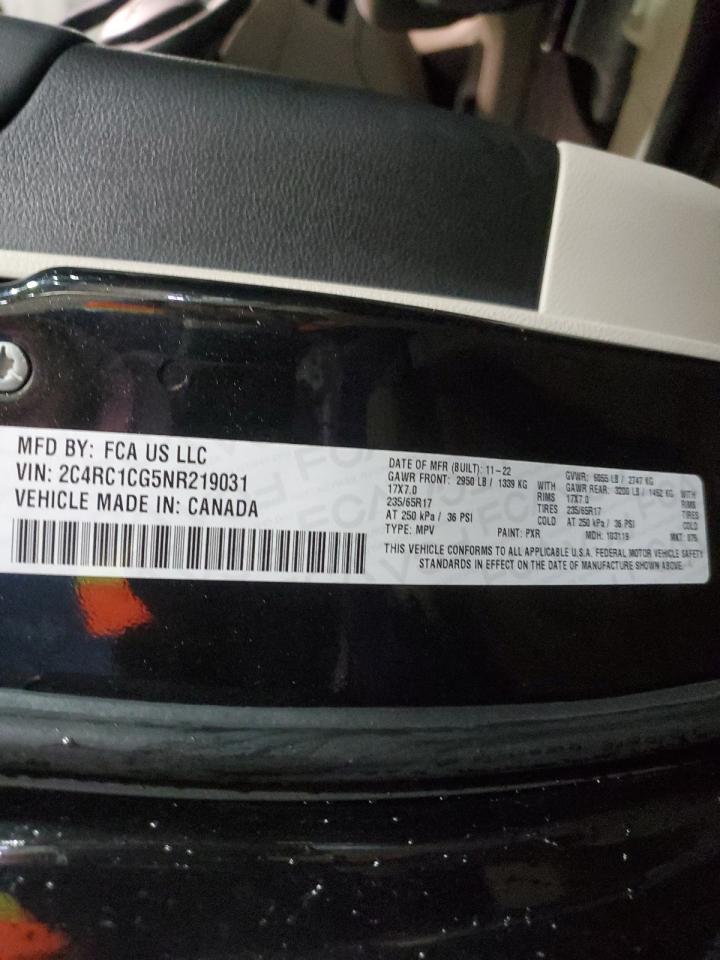 MFD BY: FCA US LLC
VIN: 2C4RC1CG5NR219031
VEHICLE MADE IN: CANADA
DATE OF MFR (BUILT): 11-22
GAWR FRONT: 2950 LB / 1339 KG WITH
17X7.0 RIMS
235/65R17 TIRES
AT 250 kPa / 36 PSI COLD
TYPE: MPV PAINT: PXR
GVWR: 6055 LB / 2747 KG
GAWR REAR: 3200 LB / 1452 KG WITH
17X7.0 RIMS
235/65R17 TIRES
AT 250 kPa / 36 PSI COLD
MDH: 103119 MKT:
THIS VEHICLE CONFORMS TO ALL APPLICABLE U.S.A. FEDERAL MOTOR VEHICLE SAFETY
STANDARDS IN EFFECT ON THE DATE OF MANUFACTURE SHOWN ABOVE.